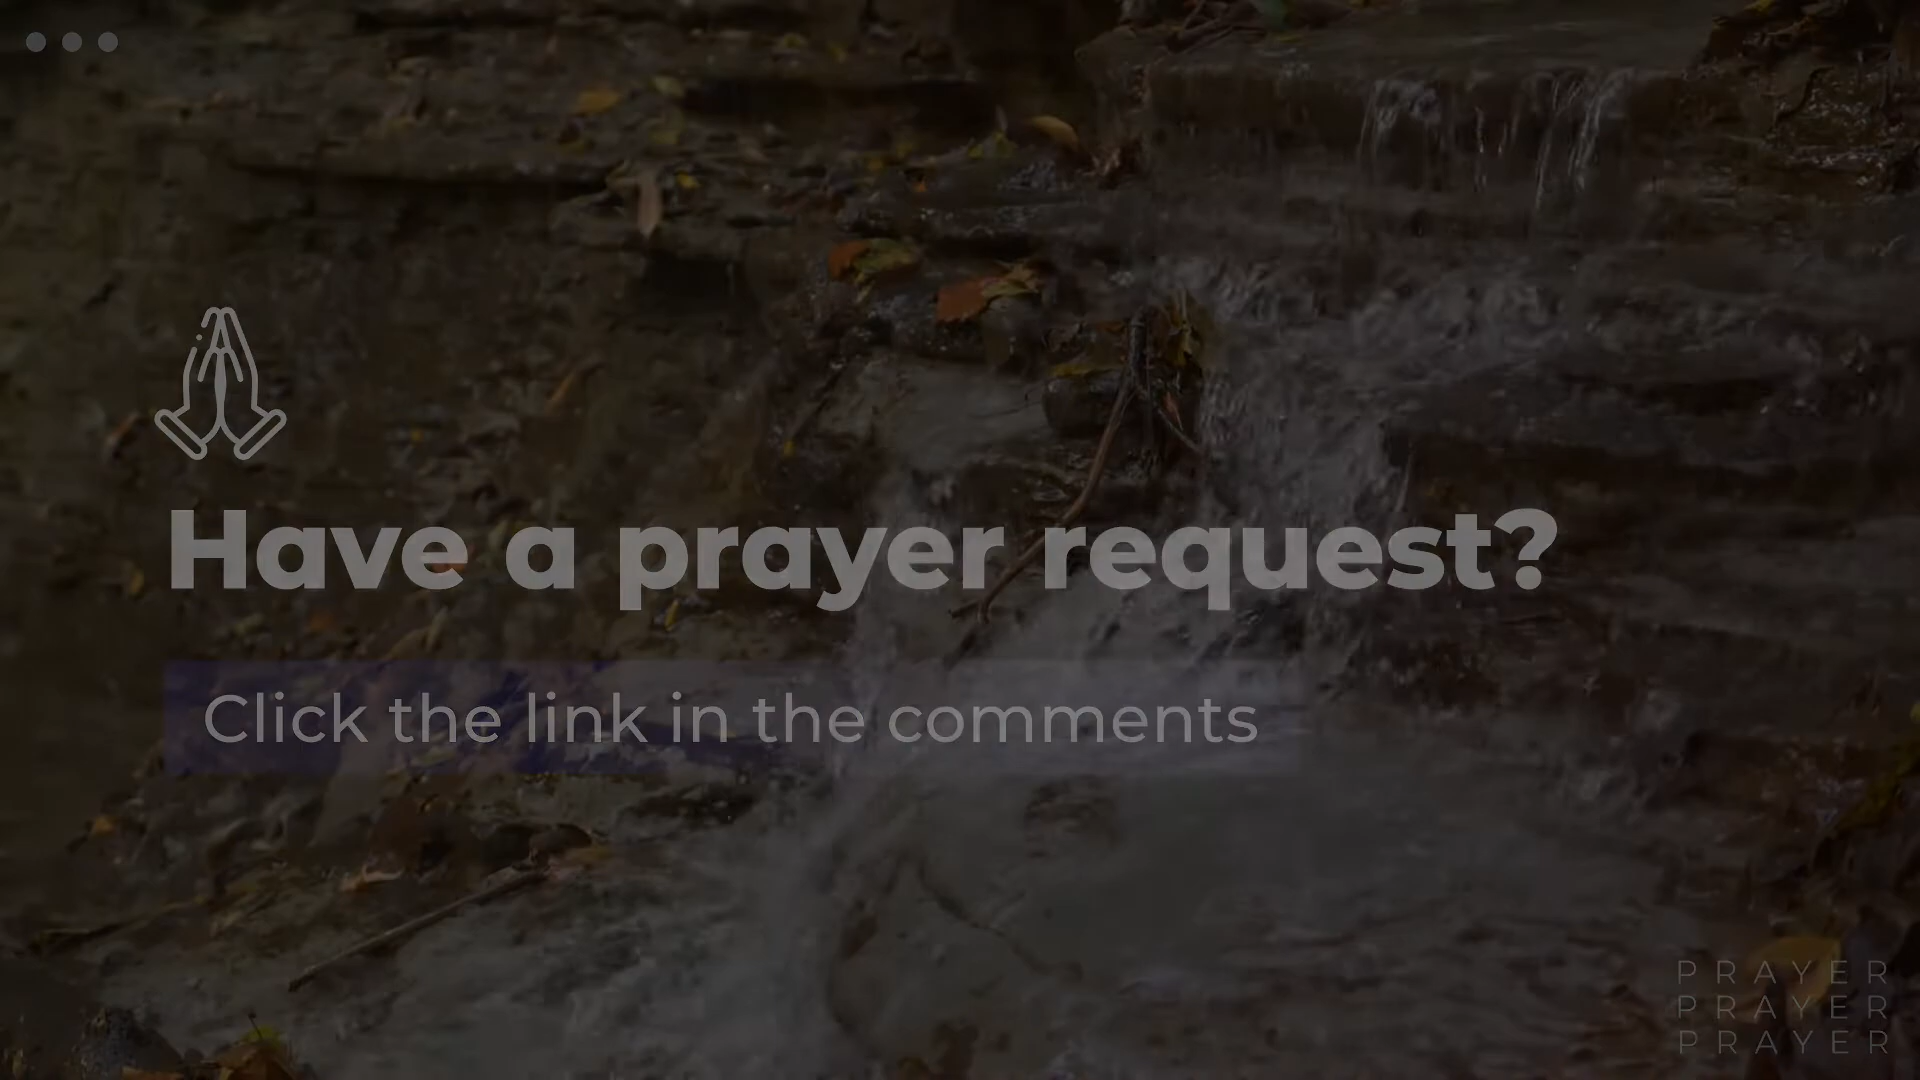 Have a prayer request?
Click the link in the comments
PRAYER
PRAYER
PRAYER